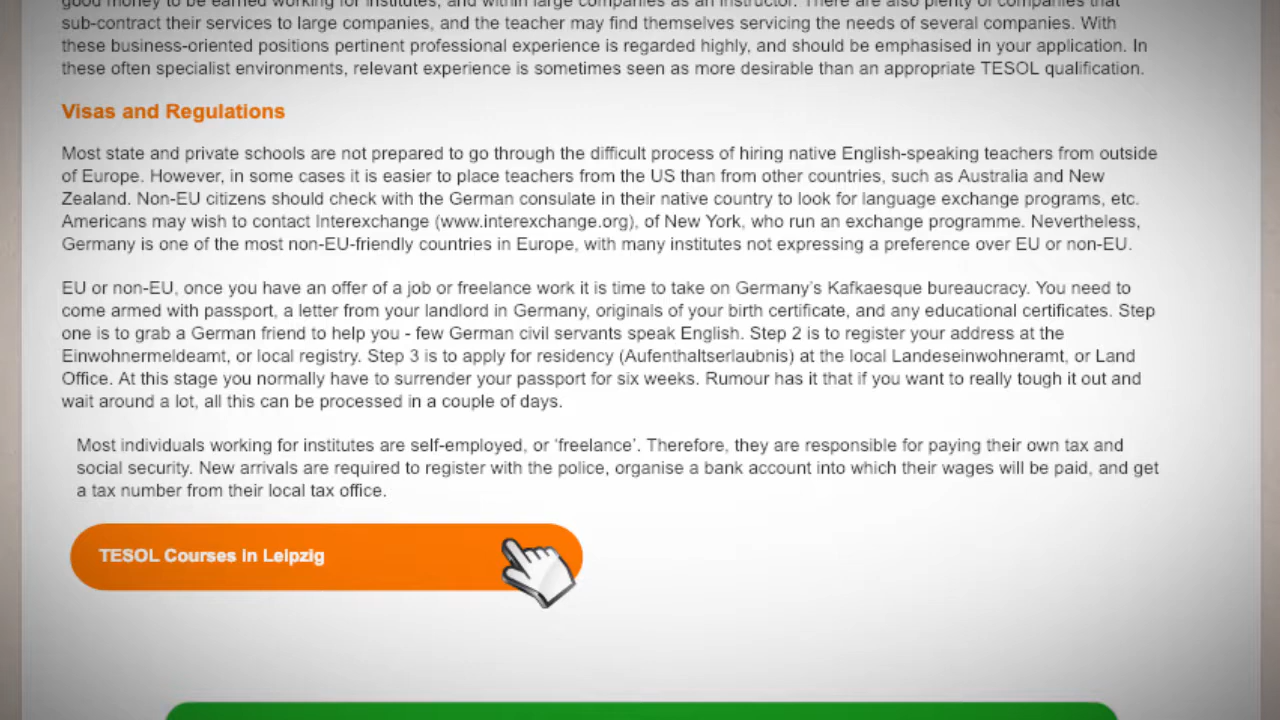 good money to be earned working for institutes, and within large companies as an instructor. There are also plenty of companies that
sub-contract their services to large companies, and the teacher may find themselves servicing the needs of several companies. With
these business-oriented positions pertinent professional experience is regarded highly, and should be emphasised in your application. In
these often specialist environments, relevant experience is sometimes seen as more desirable than an appropriate TESOL qualification.
Visas and Regulations
Most state and private schools are not prepared to go through the difficult process of hiring native English-speaking teachers from outside
of Europe. However, in some cases it is easier to place teachers from the US than from other countries, such as Australia and New
Zealand. Non-EU citizens should check with the German consulate in their native country to look for language exchange programs, etc.
Americans may wish to contact Interexchange (www.interexchange.org), of New York, who run an exchange programme. Nevertheless,
Germany is one of the most non-EU-friendly countries in Europe, with many institutes not expressing a preference over EU or non-EU.
EU or non-EU, once you have an offer of a job or freelance work it is time to take on Germany's Kafkaesque bureaucracy. You need to
come armed with passport, a letter from your landlord in Germany, originals of your birth certificate, and any educational certificates. Step
one is to grab a German friend to help you - few German civil servants speak English. Step 2 is to register your address at the
Einwohnermeldeamt, or local registry. Step 3 is to apply for residency (Aufenthaltserlaubnis) at the local Landeseinwohneramt, or Land
Office. At this stage you normally have to surrender your passport for six weeks. Rumour has it that if you want to really tough it out and
wait around a lot, all this can be processed in a couple of days.
Most individuals working for institutes are self-employed, or 'freelance'. Therefore, they are responsible for paying their own tax and
social security. New arrivals are required to register with the police, organise a bank account into which their wages will be paid, and get
a tax number from their local tax office.
TESOL Courses in Leipzig